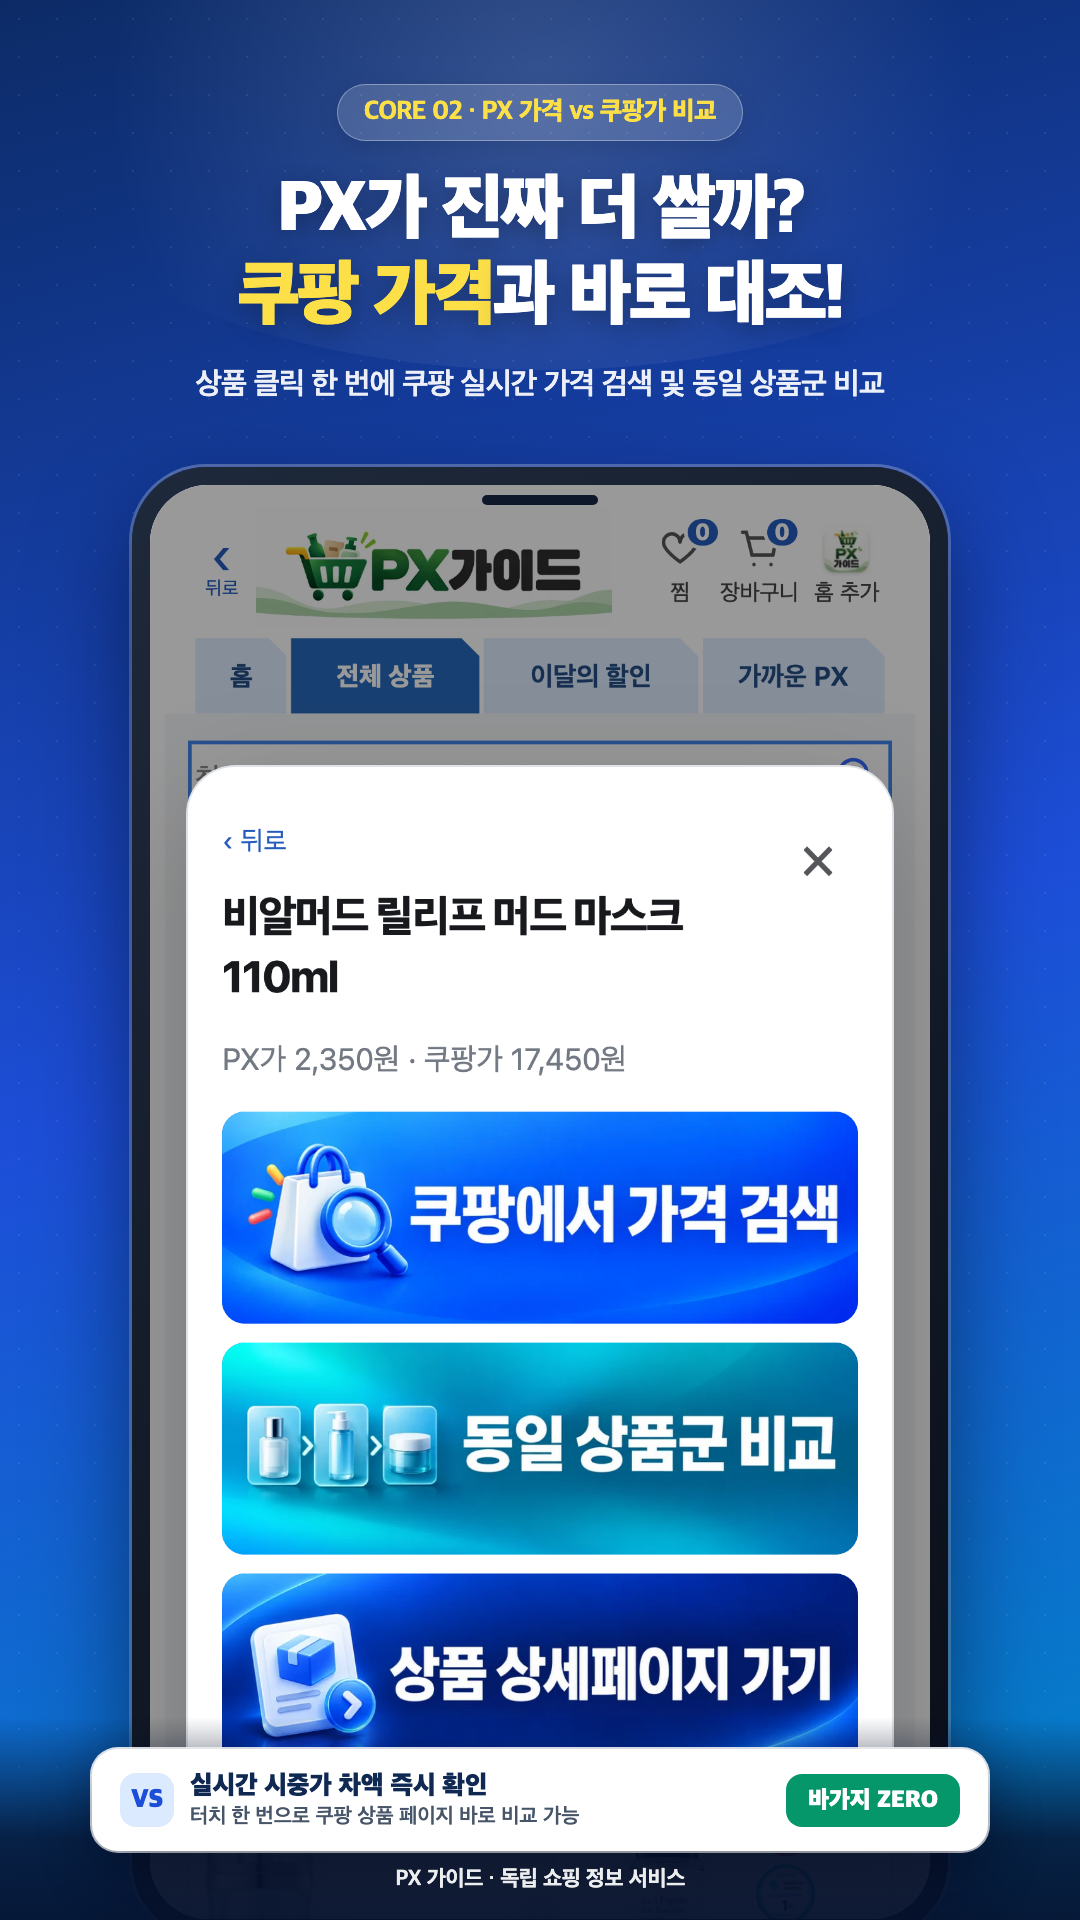 CORE 02 · PX 가격 vs 쿠팡가 비교
PX가 진짜 더 쌀까?
쿠팡 가격과 바로 대조!
상품 클릭 한 번에 쿠팡 실시간 가격 검색 및 동일 상품군 비교
뒤로
PX가이드
0
찜
0
장바구니
PX
가이드
홈 추가
홈
전체 상품
이달의 할인
가까운 PX
‹ 뒤로
×
비알머드 릴리프 머드 마스크
110ml
PX가 2,350원 · 쿠팡가 17,450원
쿠팡에서 가격 검색
동일 상품군 비교
상품 상세페이지 가기
VS
실시간 시중가 차액 즉시 확인
터치 한 번으로 쿠팡 상품 페이지 바로 비교 가능
바가지 ZERO
PX 가이드 · 독립 쇼핑 정보 서비스